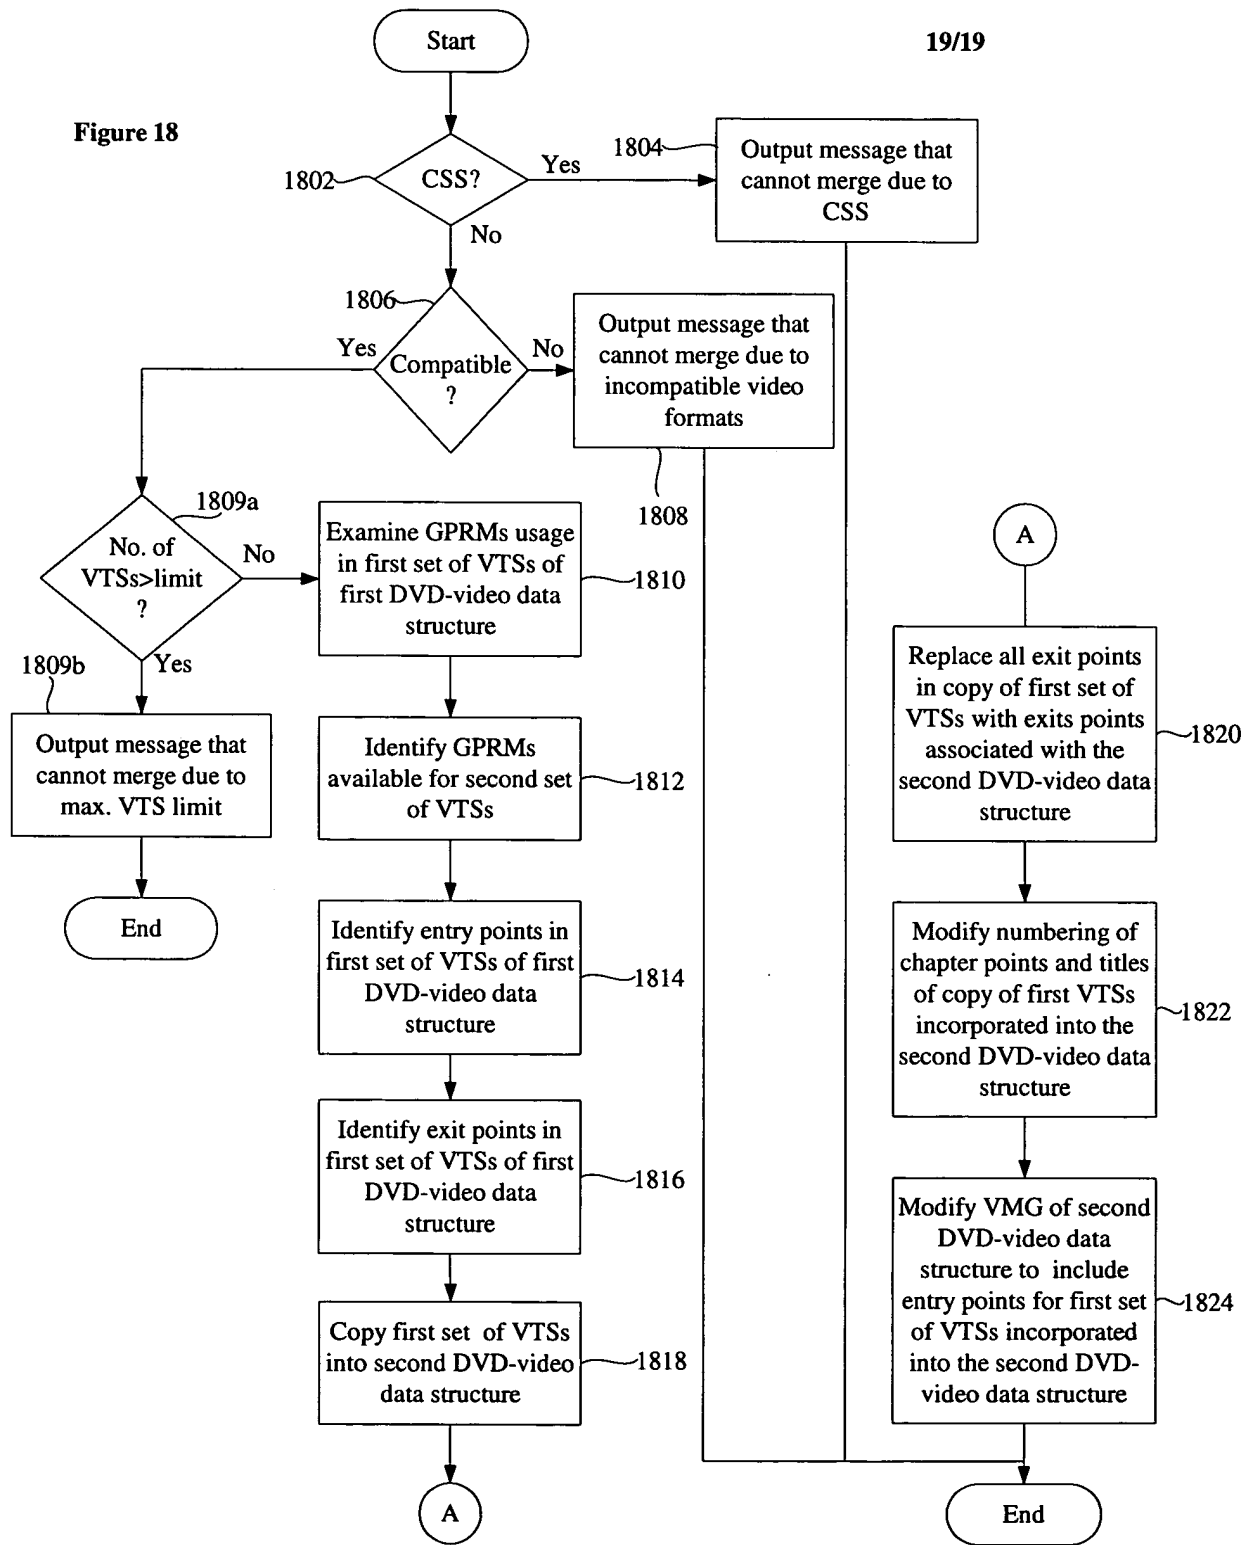 Start
19/19
Figure 18
1802
CSS?
Yes
No
1804
Output message that
cannot merge due to
CSS
1806
Yes
Compatible
?
No
Output message that
cannot merge due to
incompatible video
formats
1808
1809a
No. of
VTSs>limit
?
No
Yes
1809b
Output message that
cannot merge due to
max. VTS limit
End
Examine GPRMs usage
in first set of VTSs of
first DVD-video data
structure
1810
Identify GPRMs
available for second set
of VTSs
1812
Identify entry points in
first set of VTSs of first
DVD-video data
structure
1814
Identify exit points in
first set of VTSs of first
DVD-video data
structure
1816
Copy first set of VTSs
into second DVD-video
data structure
1818
A
A
Replace all exit points
in copy of first set of
VTSs with exits points
associated with the
second DVD-video data
structure
1820
Modify numbering of
chapter points and titles
of copy of first VTSs
incorporated into the
second DVD-video data
structure
1822
Modify VMG of second
DVD-video data
structure to include
entry points for first set
of VTSs incorporated
into the second DVD-
video data structure
1824
End